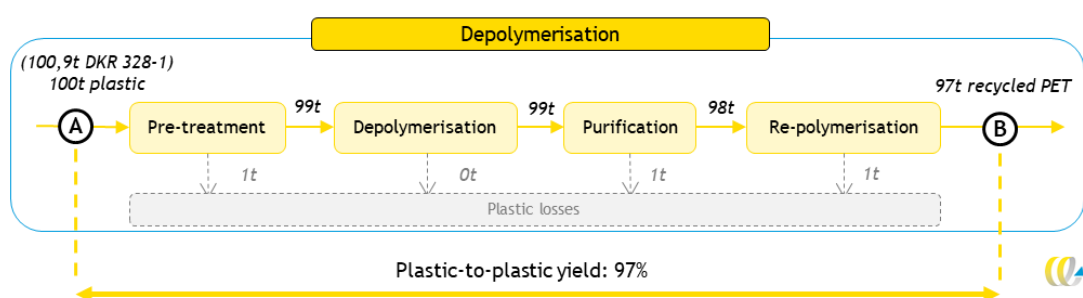 Depolymerisation
(100,9t DKR 328-1)
100t plastic
97t recycled PET
A
Pre-treatment
99t
Depolymerisation
99t
Purification
98t
Re-polymerisation
B
1t
0t
1t
1t
Plastic losses
Plastic-to-plastic yield: 97%